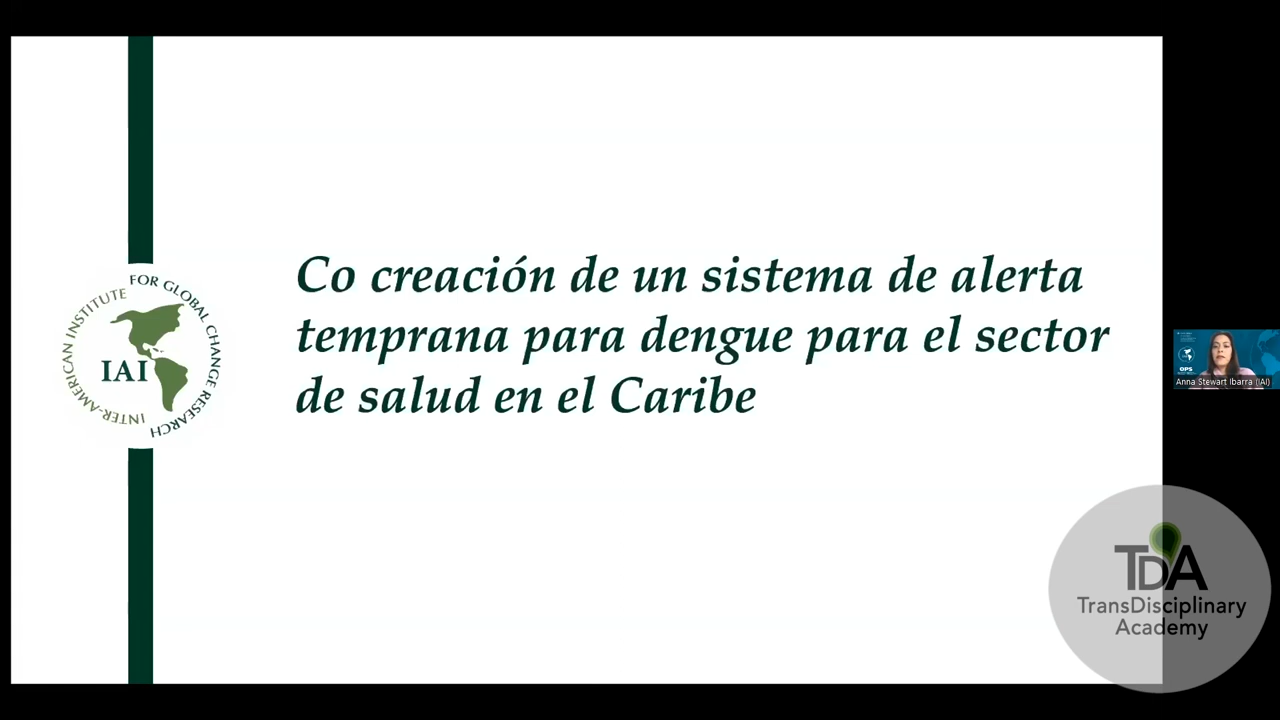 Co creación de un sistema de alerta
temprana para dengue para el sector
de salud en el Caribe
INTER-AMERICAN INSTITUTE FOR GLOBAL CHANGE RESEARCH
IAI
OPS
Anna Stewart Ibarra (IAI)
TDA
TransDisciplinary
Academy